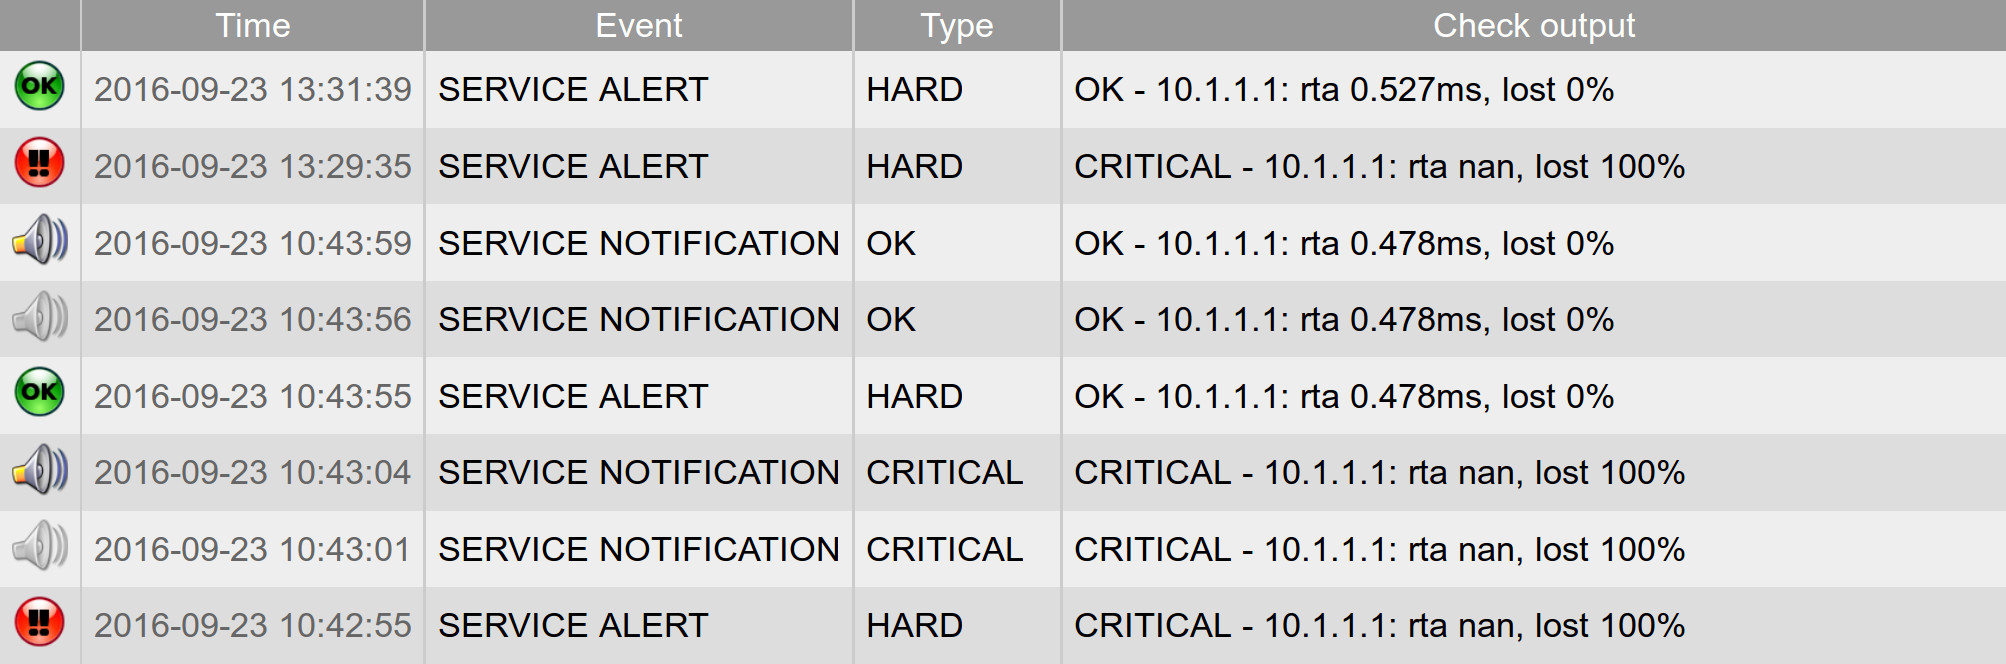 Time Event Type Check output
OK 2016-09-23 13:31:39 SERVICE ALERT HARD OK - 10.1.1.1: rta 0.527ms, lost 0%
!! 2016-09-23 13:29:35 SERVICE ALERT HARD CRITICAL - 10.1.1.1: rta nan, lost 100%
2016-09-23 10:43:59 SERVICE NOTIFICATION OK OK - 10.1.1.1: rta 0.478ms, lost 0%
2016-09-23 10:43:56 SERVICE NOTIFICATION OK OK - 10.1.1.1: rta 0.478ms, lost 0%
OK 2016-09-23 10:43:55 SERVICE ALERT HARD OK - 10.1.1.1: rta 0.478ms, lost 0%
2016-09-23 10:43:04 SERVICE NOTIFICATION CRITICAL CRITICAL - 10.1.1.1: rta nan, lost 100%
2016-09-23 10:43:01 SERVICE NOTIFICATION CRITICAL CRITICAL - 10.1.1.1: rta nan, lost 100%
!! 2016-09-23 10:42:55 SERVICE ALERT HARD CRITICAL - 10.1.1.1: rta nan, lost 100%